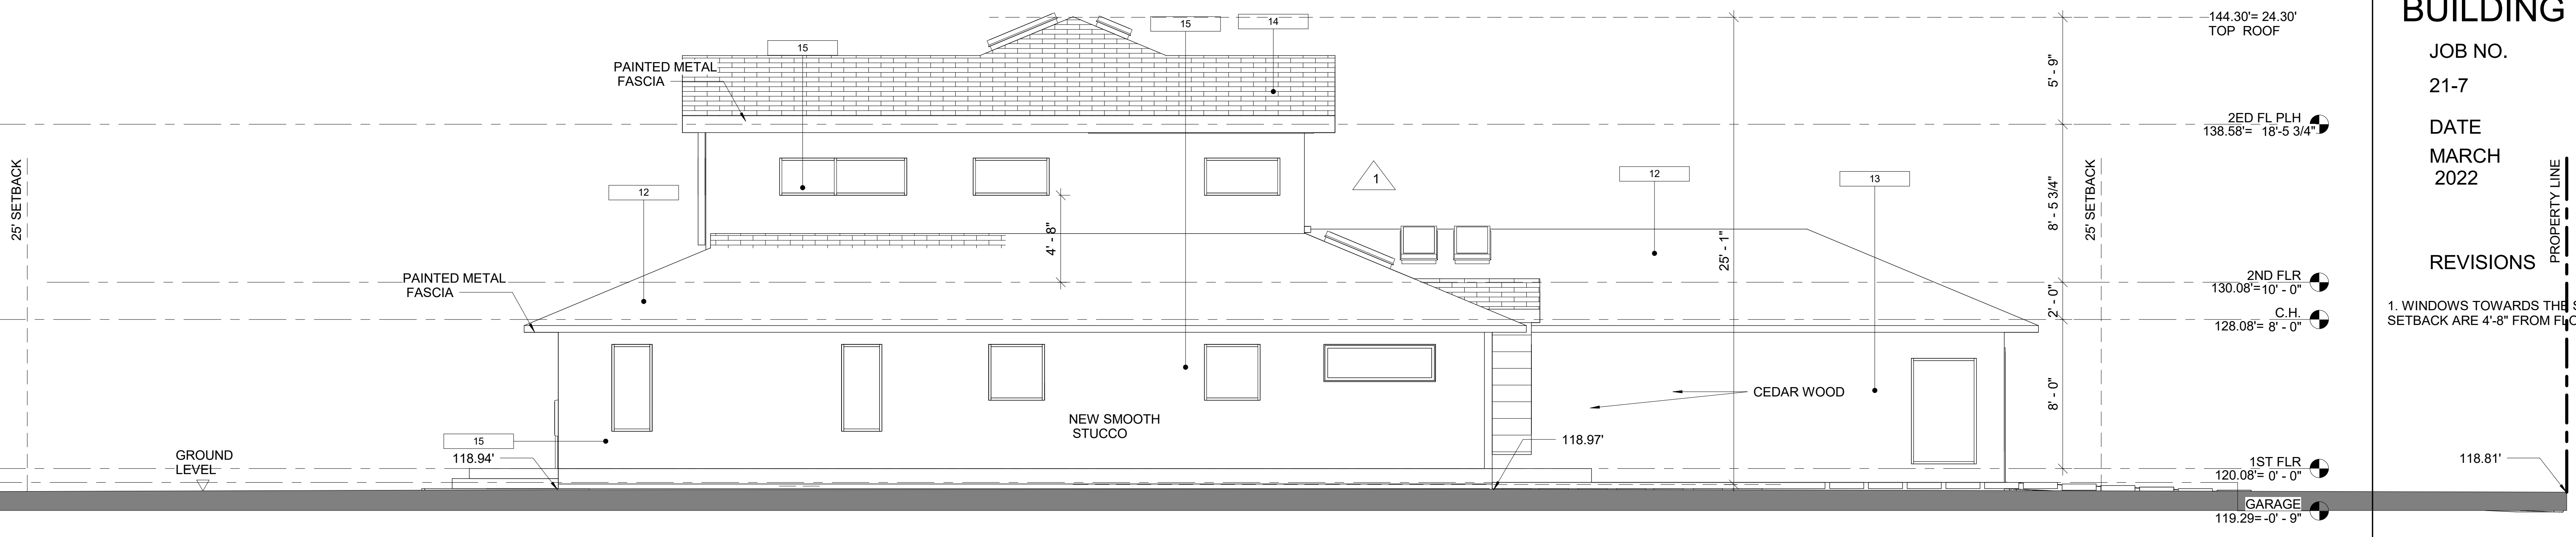 144.30'= 24.30'
TOP ROOF
15
14
15
PAINTED METAL
FASCIA
5' - 9"
2ED FL PLH
138.58'= 18'-5 3/4"
25' SETBACK
12
1
12
13
8' - 5 3/4"
25' SETBACK
PROPERTY LINE
4' - 8"
25' - 1"
PAINTED METAL
FASCIA
2ND FLR
130.08'= 10' - 0"
2' - 0"
C.H.
128.08'= 8' - 0"
CEDAR WOOD
8' - 0"
NEW SMOOTH
STUCCO
15
118.94'
118.97'
GROUND
LEVEL
1ST FLR
120.08'= 0' - 0"
GARAGE
119.29= -0' - 9"
118.81'
BUILDING
JOB NO.
21-7
DATE
MARCH
2022
REVISIONS
1. WINDOWS TOWARDS THE
SETBACK ARE 4'-8" FROM